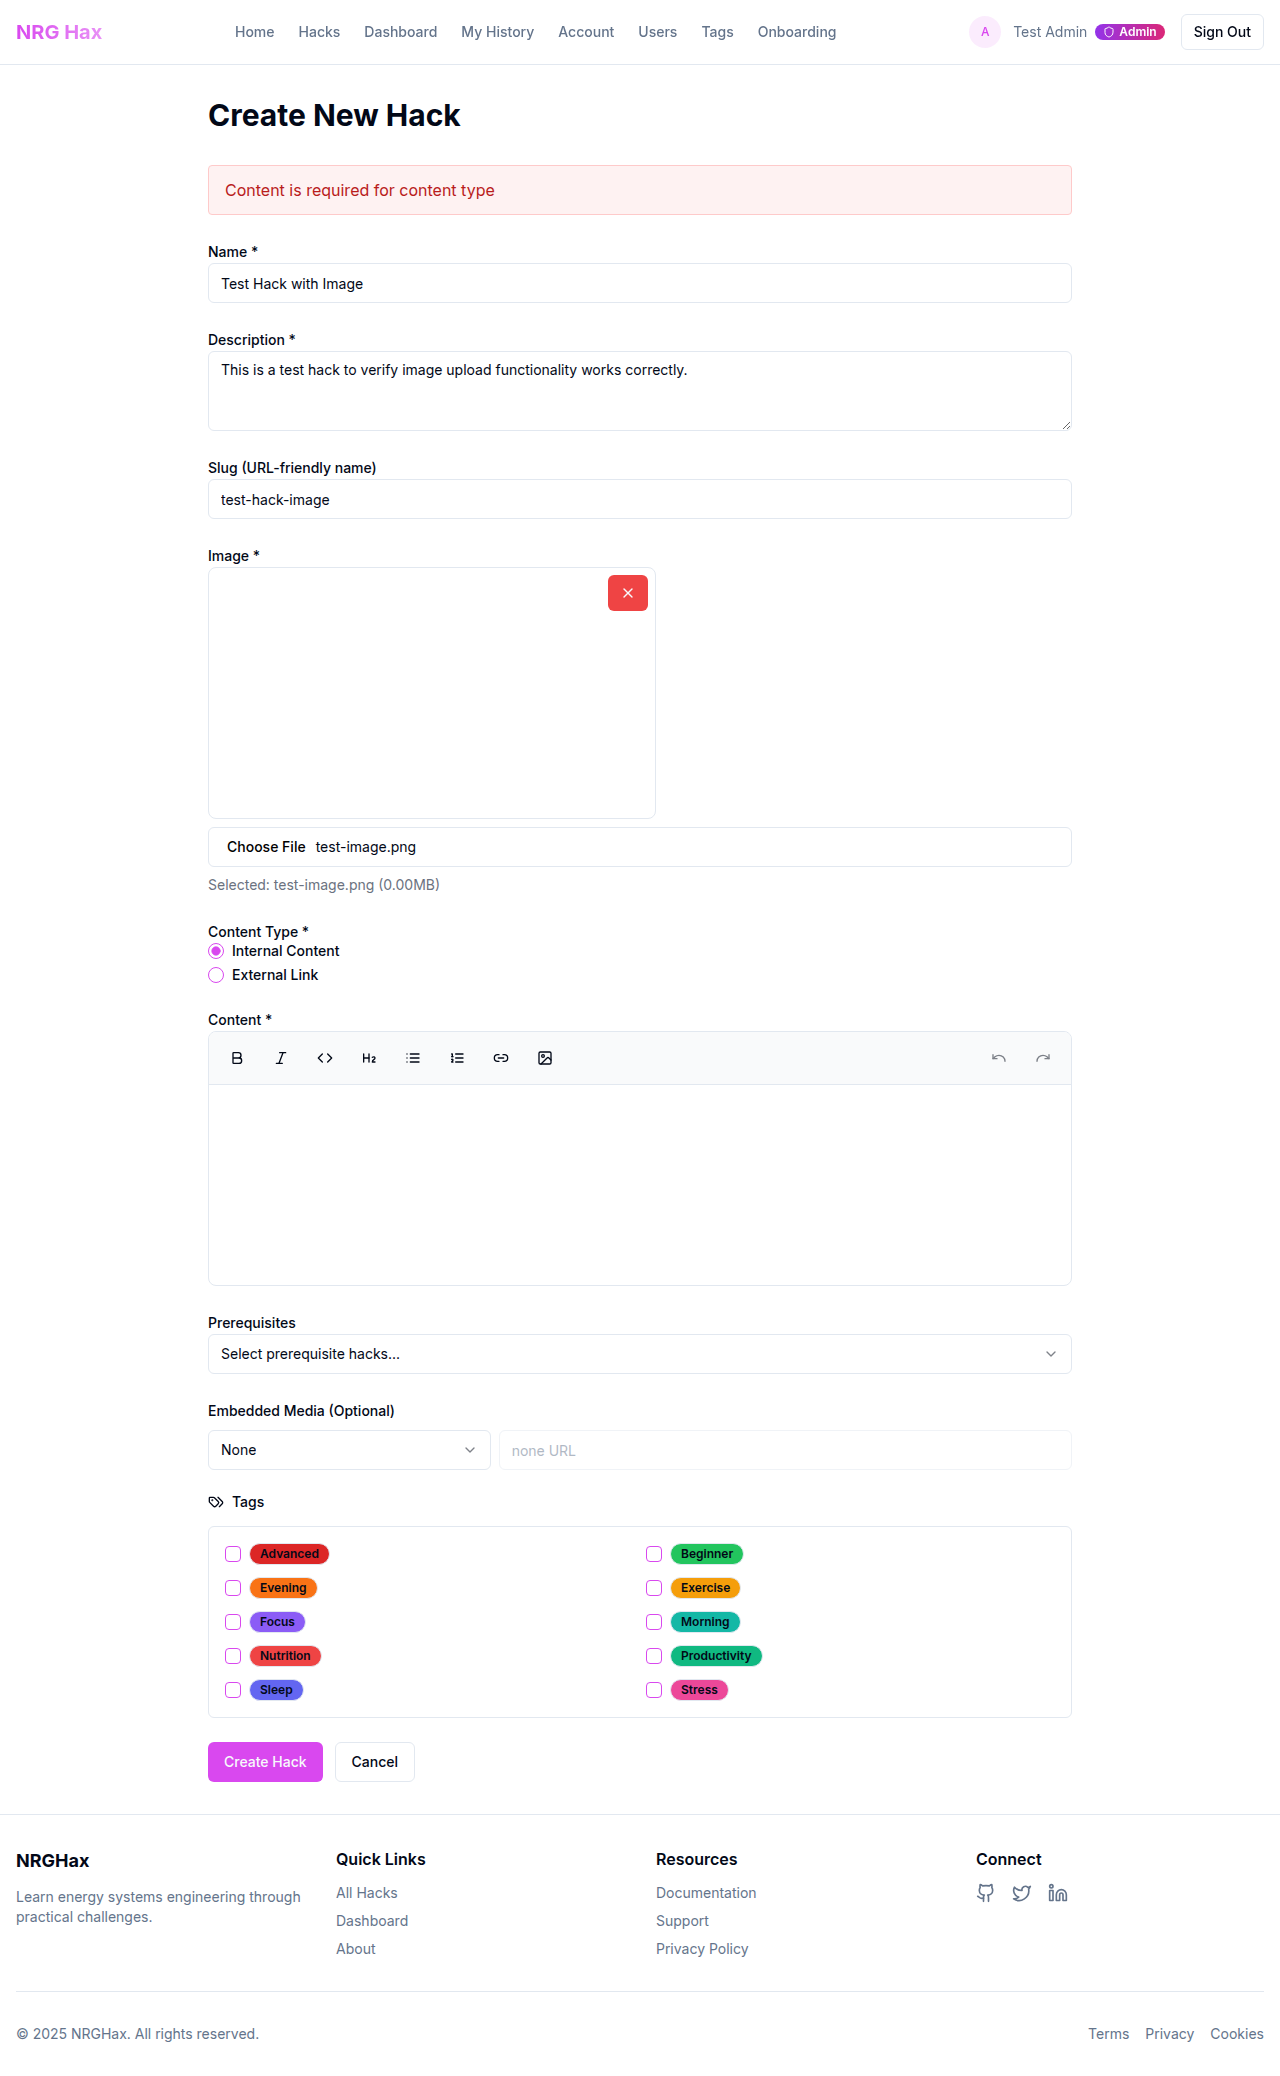 NRG Hax
Home Hacks Dashboard My History Account Users Tags Onboarding
A Test Admin Admin Sign Out
Create New Hack
Content is required for content type
Name *
Test Hack with Image
Description *
This is a test hack to verify image upload functionality works correctly.
Slug (URL-friendly name)
test-hack-image
Image *
Choose File test-image.png
Selected: test-image.png (0.00MB)
Content Type *
Internal Content
External Link
Content *
B I H2
Prerequisites
Select prerequisite hacks...
Embedded Media (Optional)
None none URL
Tags
Advanced Beginner
Evening Exercise
Focus Morning
Nutrition Productivity
Sleep Stress
Create Hack Cancel
NRGHax
Learn energy systems engineering through
practical challenges.
Quick Links
All Hacks
Dashboard
About
Resources
Documentation
Support
Privacy Policy
Connect
© 2025 NRGHax. All rights reserved.
Terms Privacy Cookies